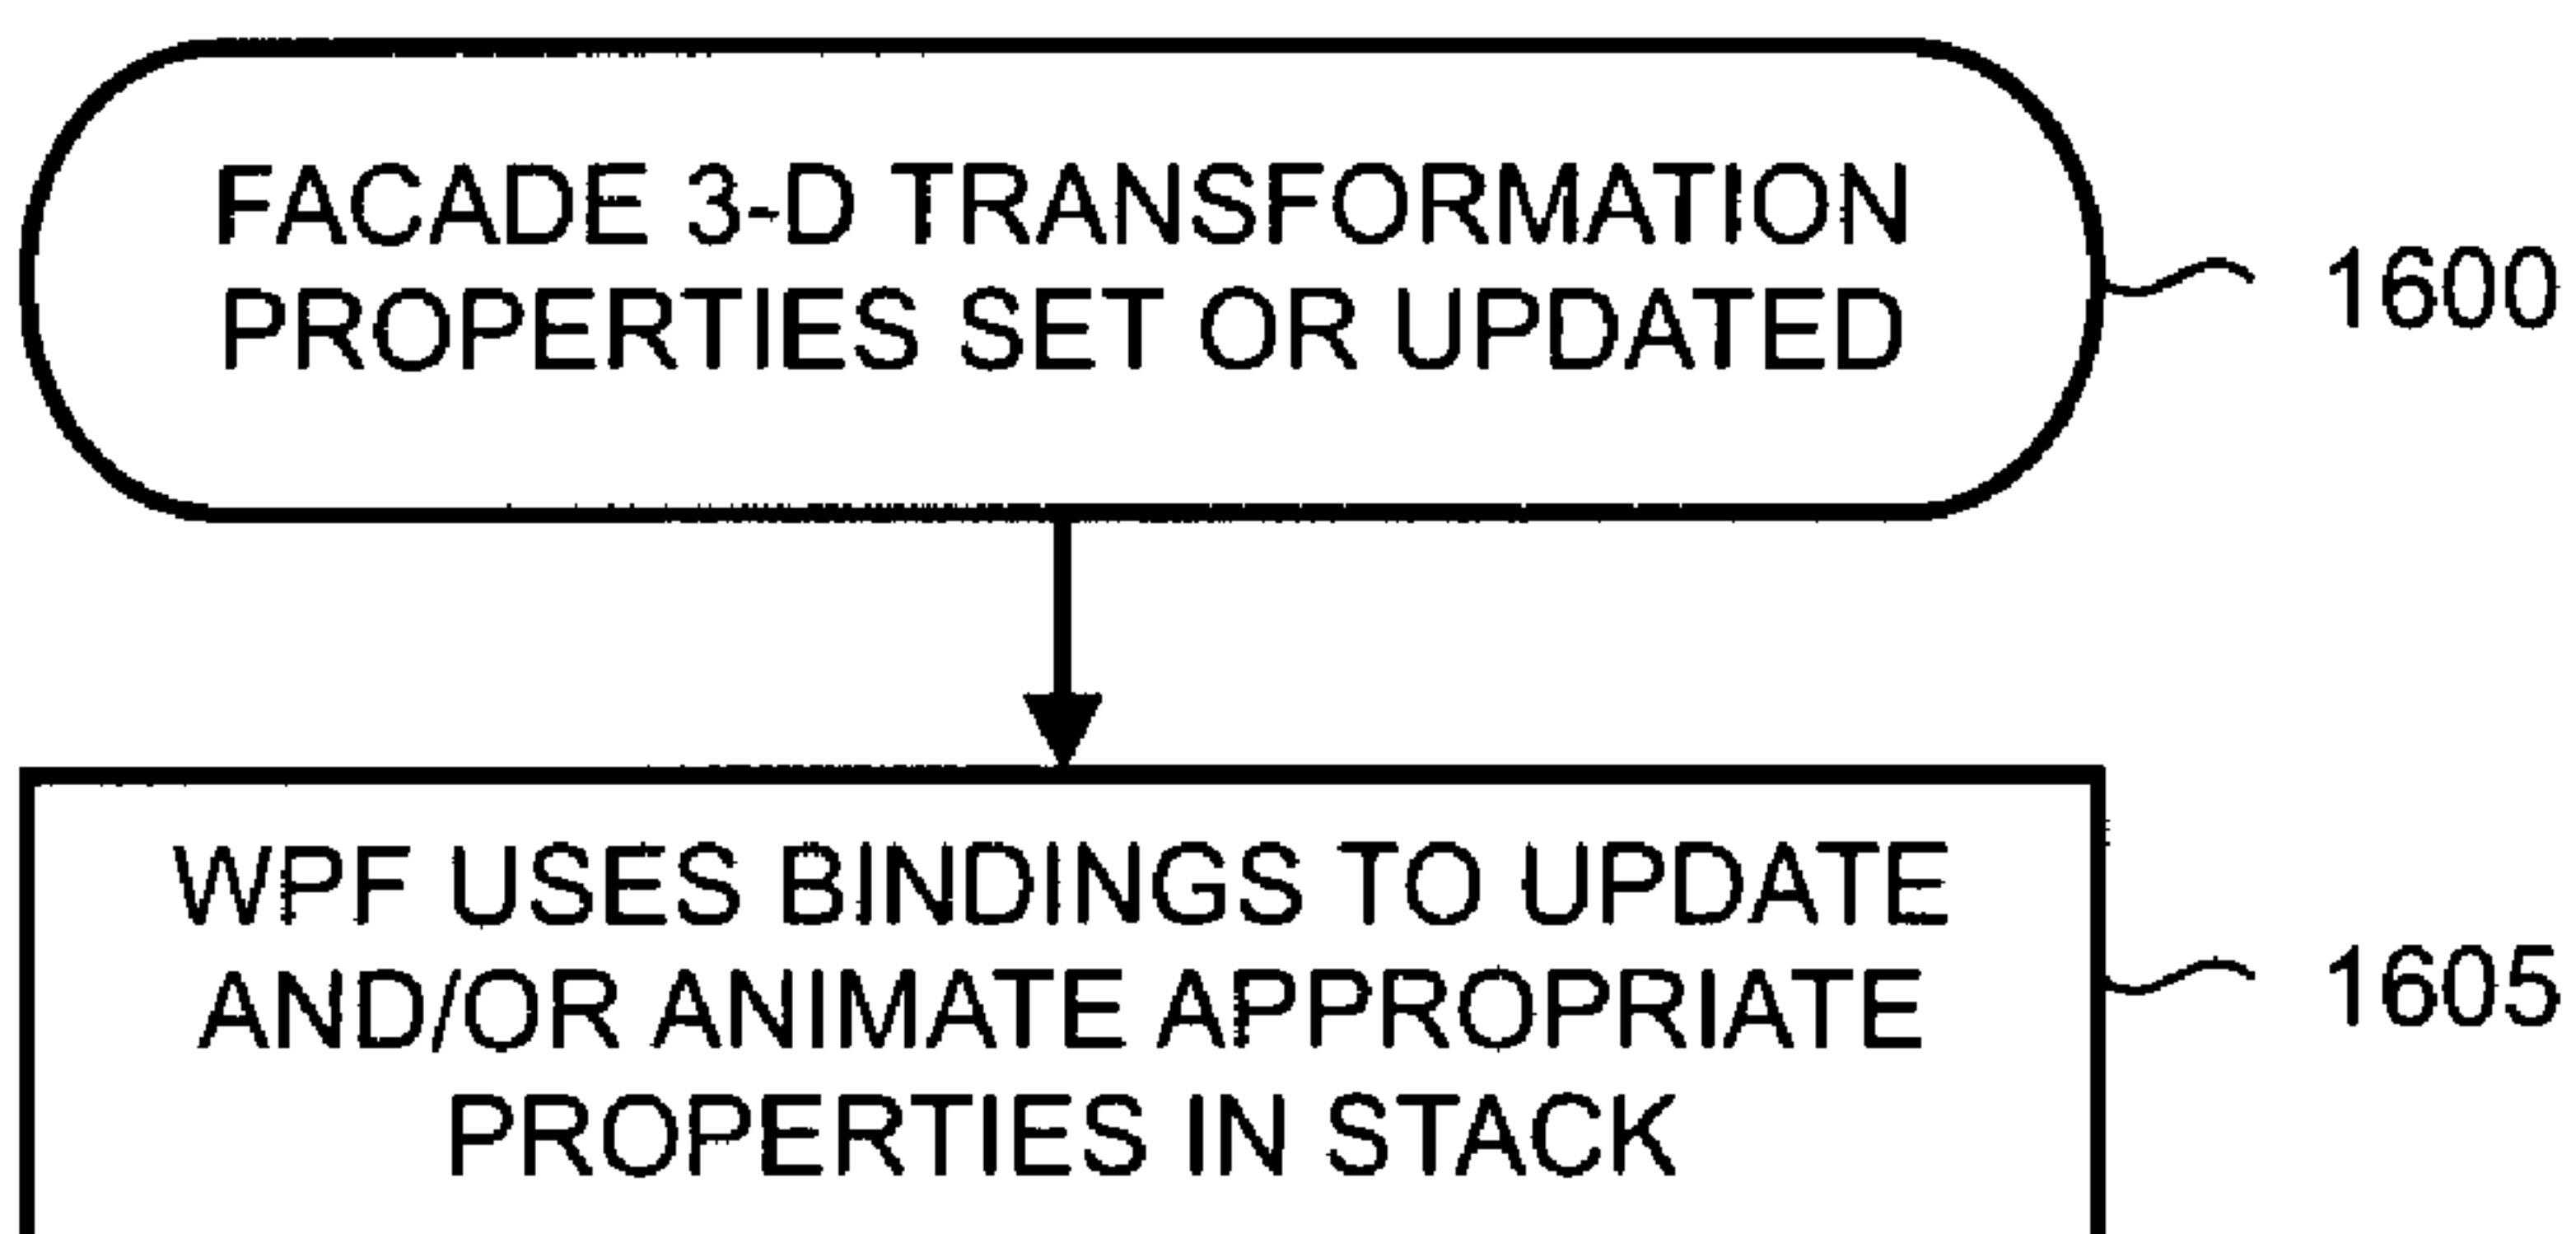 FACADE 3-D TRANSFORMATION
PROPERTIES SET OR UPDATED
1600
WPF USES BINDINGS TO UPDATE
AND/OR ANIMATE APPROPRIATE
PROPERTIES IN STACK
1605